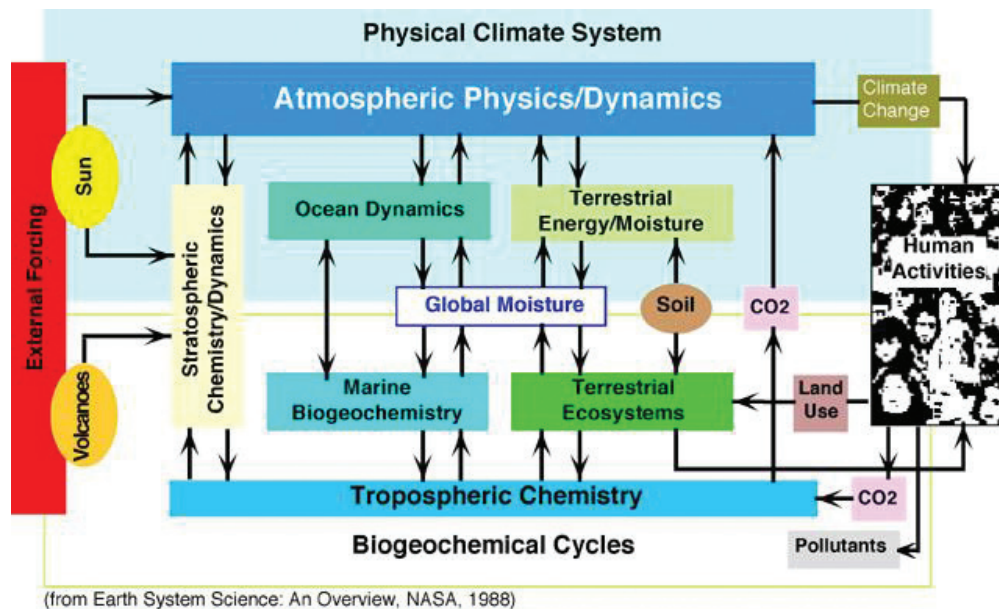 Physical Climate System
Atmospheric Physics/Dynamics
Climate
Change
External Forcing
Sun
Stratospheric
Chemistry/Dynamics
Ocean Dynamics
Terrestrial
Energy/Moisture
Human
Activities
Global Moisture
Soil
CO2
Volcanoes
Marine
Biogeochemistry
Terrestrial
Ecosystems
Land
Use
Tropospheric Chemistry
CO2
Biogeochemical Cycles
Pollutants
(from Earth System Science: An Overview, NASA, 1988)